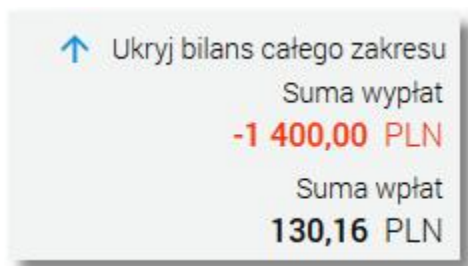 Ukryj bilans całego zakresu
Suma wypłat
-1 400,00 PLN
Suma wpłat
130,16 PLN